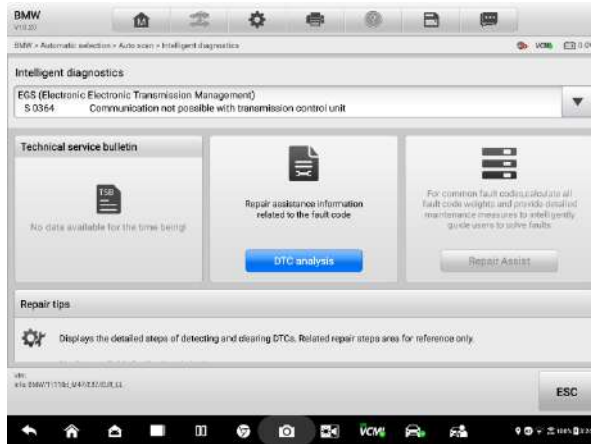 BMW
BMW > Automatic selection > Auto scan > Intelligent diagnostics
VCMI
Intelligent diagnostics
EGS (Electronic Electronic Transmission Management)
S 0364 Communication not possible with transmission control unit
Technical service bulletin
TSB
No data available for the time being!
Repair assistance information
related to the fault code
DTC analysis
For common fault codes,calculate all
fault code weights and provide detailed
maintenance measures to intelligently
guide users to solve faults
Repair Assist
Repair tips
Displays the detailed steps of detecting and clearing DTCs. Related repair steps area for reference only.
ESC
VCMI